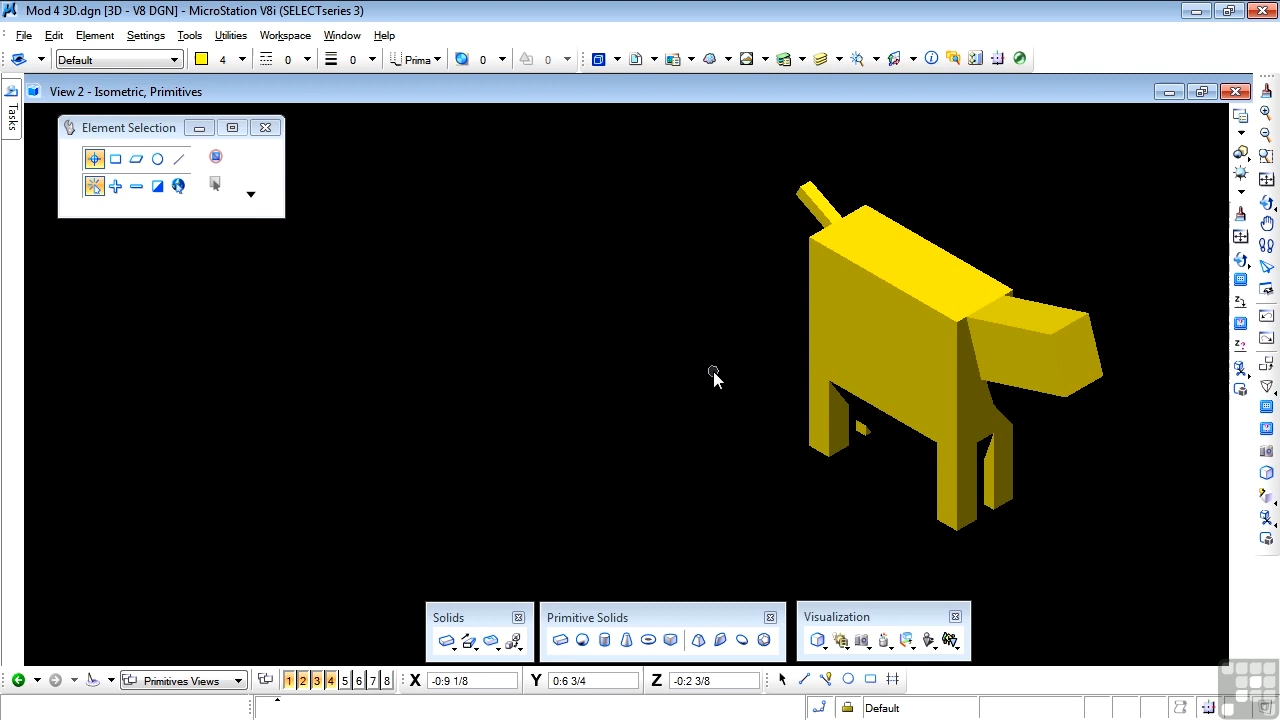 Mod 4 3D.dgn [3D - V8 DGN] - MicroStation V8i (SELECTseries 3)
File Edit Element Settings Tools Utilities Workspace Window Help
Default 4 0 0 Prima 0 0
View 2 - Isometric, Primitives
Tasks
Element Selection
Solids Primitive Solids Visualization
Primitives Views 1 2 3 4 5 6 7 8 X -0:9 1/8 Y 0:6 3/4 Z -0:2 3/8
Default